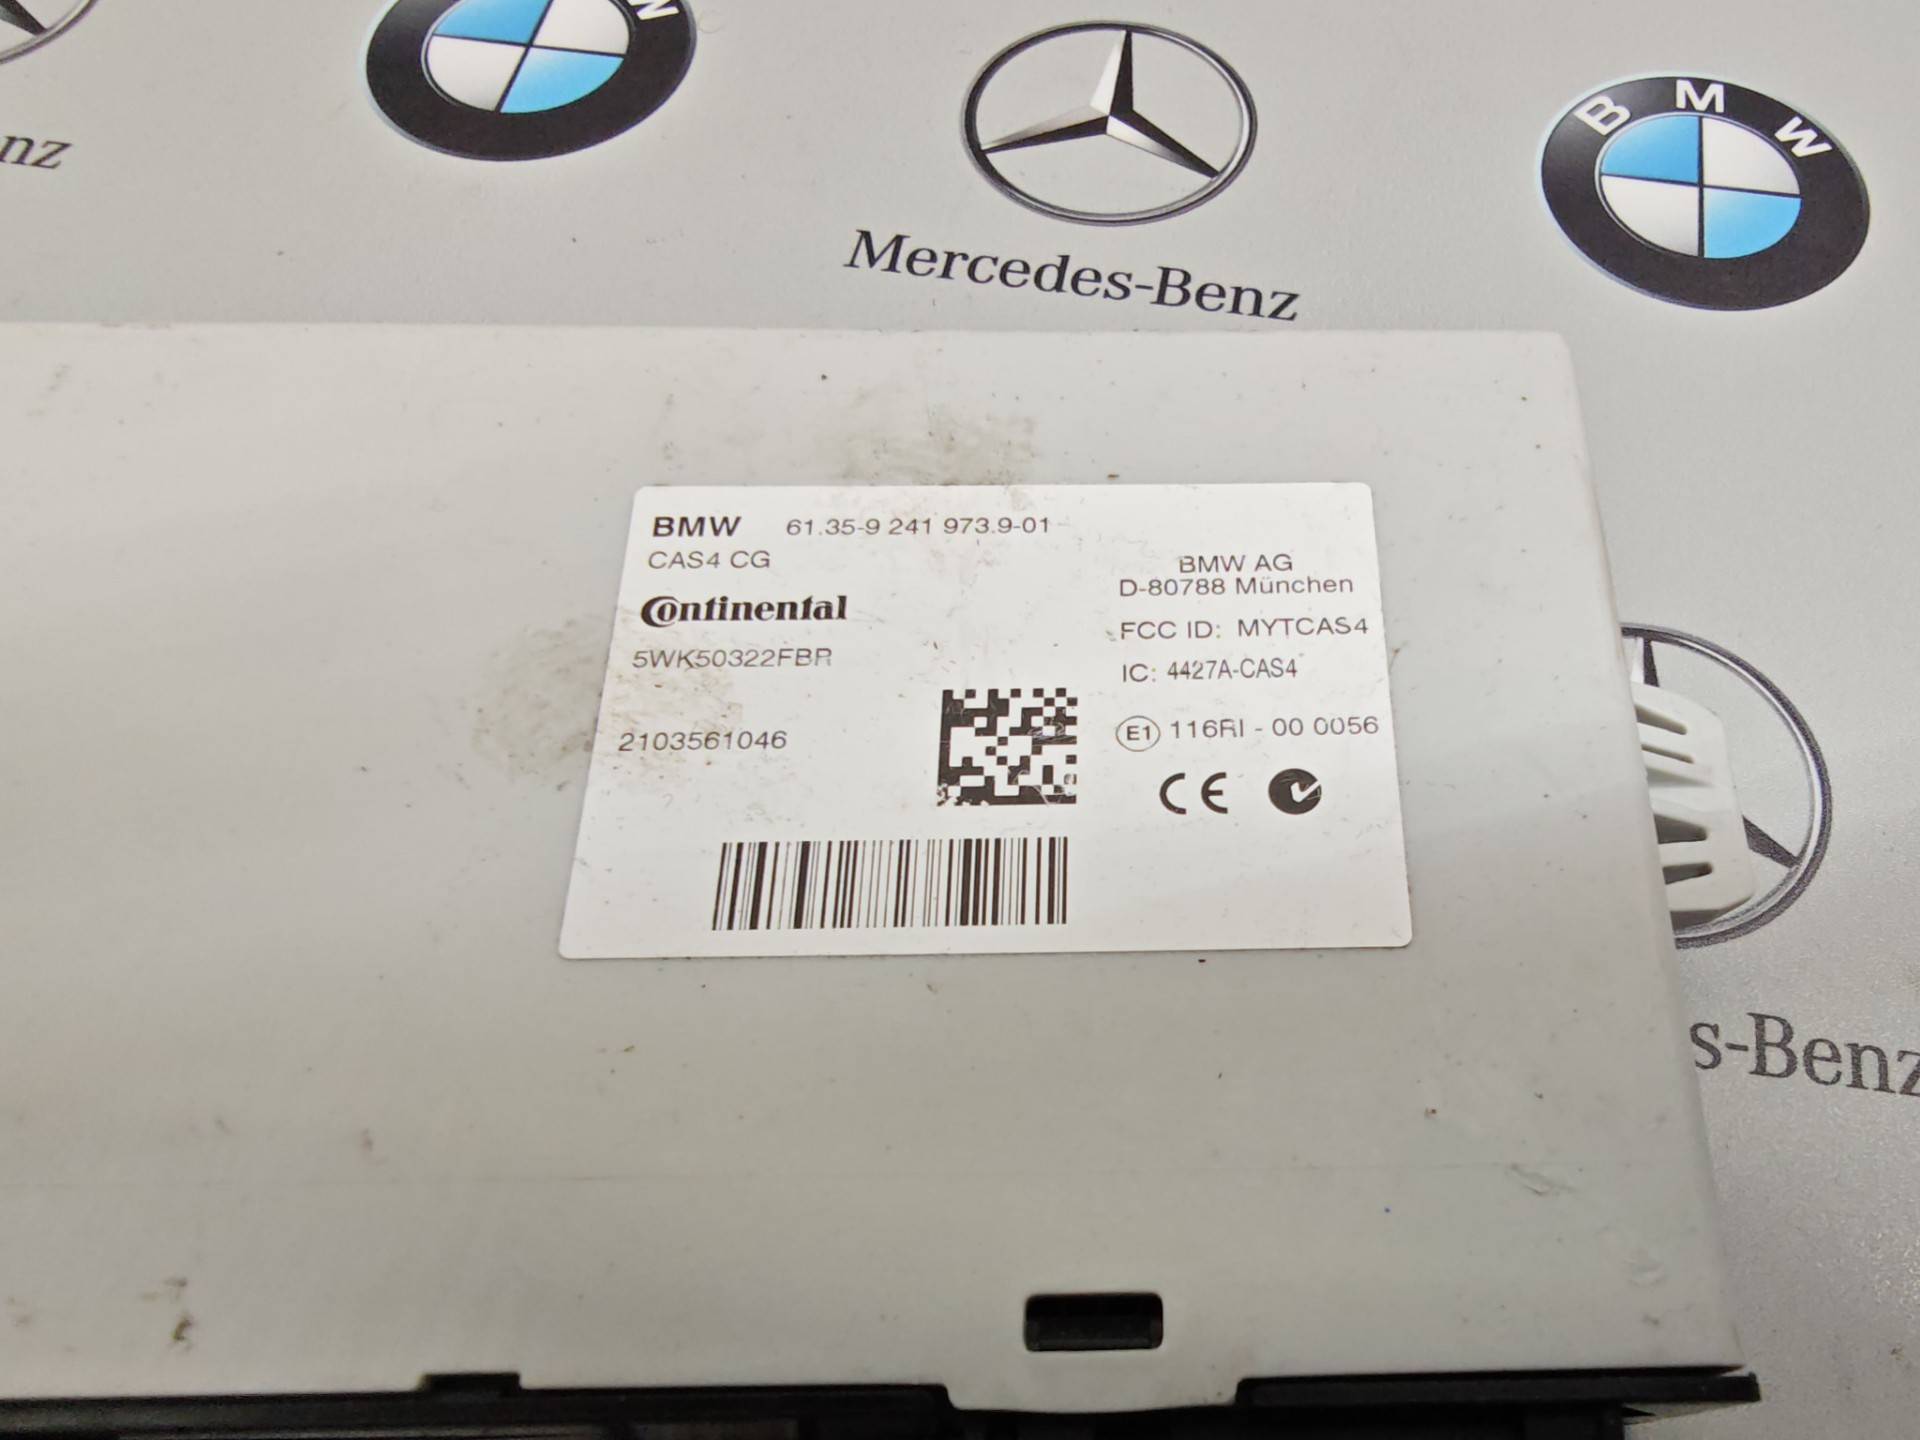 nz
W
Mercedes-Benz
B M W
BMW 61.35-9 241 973.9-01
CAS4 CG
Continental
5WK50322FBR
2103561046
BMW AG
D-80788 München
FCC ID: MYTCAS4
IC: 4427A-CAS4
E1 116RI - 00 0056
CE
s-Benz